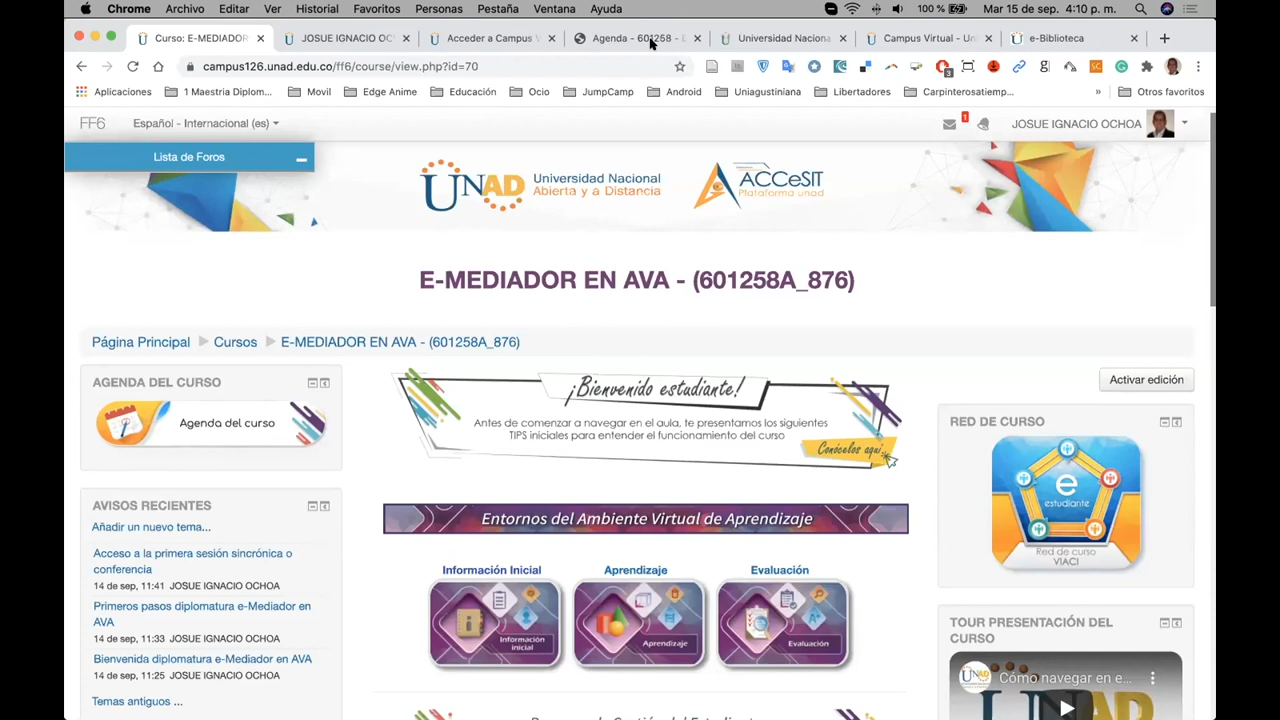 Chrome Archivo Editar Ver Historial Favoritos Personas Pestaña Ventana Ayuda 100 % Mar 15 de sep. 4:10 p. m.
Curso: E-MEDIADOR JOSUE IGNACIO OC Acceder a Campus V Agenda - 601258 - E Universidad Naciona Campus Virtual - Un e-Biblioteca
campus126.unad.edu.co/ff6/course/view.php?id=70
Aplicaciones 1 Maestria Diplom... Movil Edge Anime Educación Ocio JumpCamp Android Uniagustiniana Libertadores Carpinterosatiemp... » Otros favoritos
FF6 Español - Internacional (es) 1 JOSUE IGNACIO OCHOA
Lista de Foros
UNAD Universidad Nacional
Abierta y a Distancia
ACCeSIT
Plataforma unad
E-MEDIADOR EN AVA - (601258A_876)
Página Principal Cursos E-MEDIADOR EN AVA - (601258A_876)
AGENDA DEL CURSO
Agenda del curso
¡Bienvenido estudiante!
Antes de comenzar a navegar en el aula, te presentamos los siguientes
TIPS iniciales para entender el funcionamiento del curso
Conócelos aquí
Activar edición
RED DE CURSO
e
estudiante
Red de curso
VIACI
AVISOS RECIENTES
Añadir un nuevo tema...
Acceso a la primera sesión sincrónica o
conferencia
14 de sep, 11:41 JOSUE IGNACIO OCHOA
Primeros pasos diplomatura e-Mediador en
AVA
14 de sep, 11:33 JOSUE IGNACIO OCHOA
Bienvenida diplomatura e-Mediador en AVA
14 de sep, 11:25 JOSUE IGNACIO OCHOA
Temas antiguos ...
Entornos del Ambiente Virtual de Aprendizaje
Información Inicial Aprendizaje Evaluación
Información
inicial
Aprendizaje
Evaluación
TOUR PRESENTACIÓN DEL
CURSO
Cómo navegar en e...
UNAD